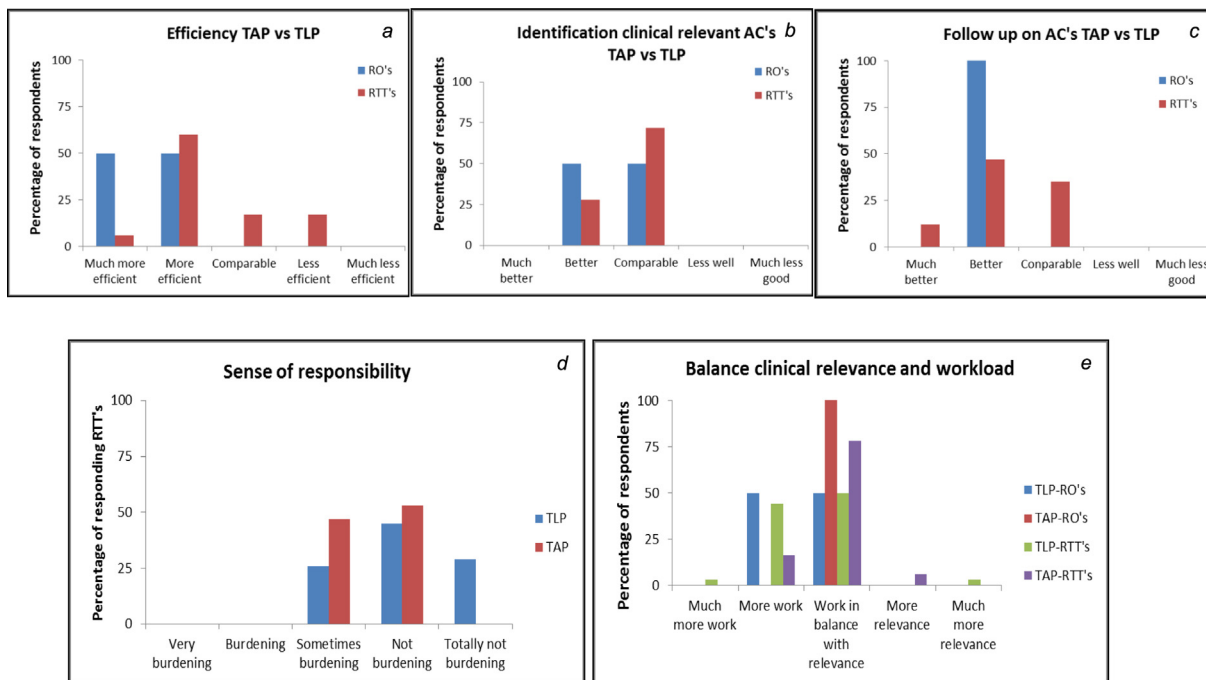 Efficiency TAP vs TLP
a
Percentage of respondents
100
75
50
25
0
RO's
RTT's
Much more efficient
More efficient
Comparable
Less efficient
Much less efficient
Identification clinical relevant AC's
TAP vs TLP
b
Percentage of respondents
100
75
50
25
0
RO's
RTT's
Much better
Better
Comparable
Less well
Much less good
Follow up on AC's TAP vs TLP
c
Percentage of respondents
100
75
50
25
0
RO's
RTT's
Much better
Better
Conparable
Less well
Much less good
Sense of responsibility
d
Percentage of responding RTT's
100
75
50
25
0
TLP
TAP
Very burdening
Burdening
Sometimes burdening
Not burdening
Totally not burdening
Balance clinical relevance and workload
e
Percentage of respondents
100
75
50
25
0
TLP-RO's
TAP-RO's
TLP-RTT's
TAP-RTT's
Much more work
More work
Work in balance with relevance
More relevance
Much more relevance